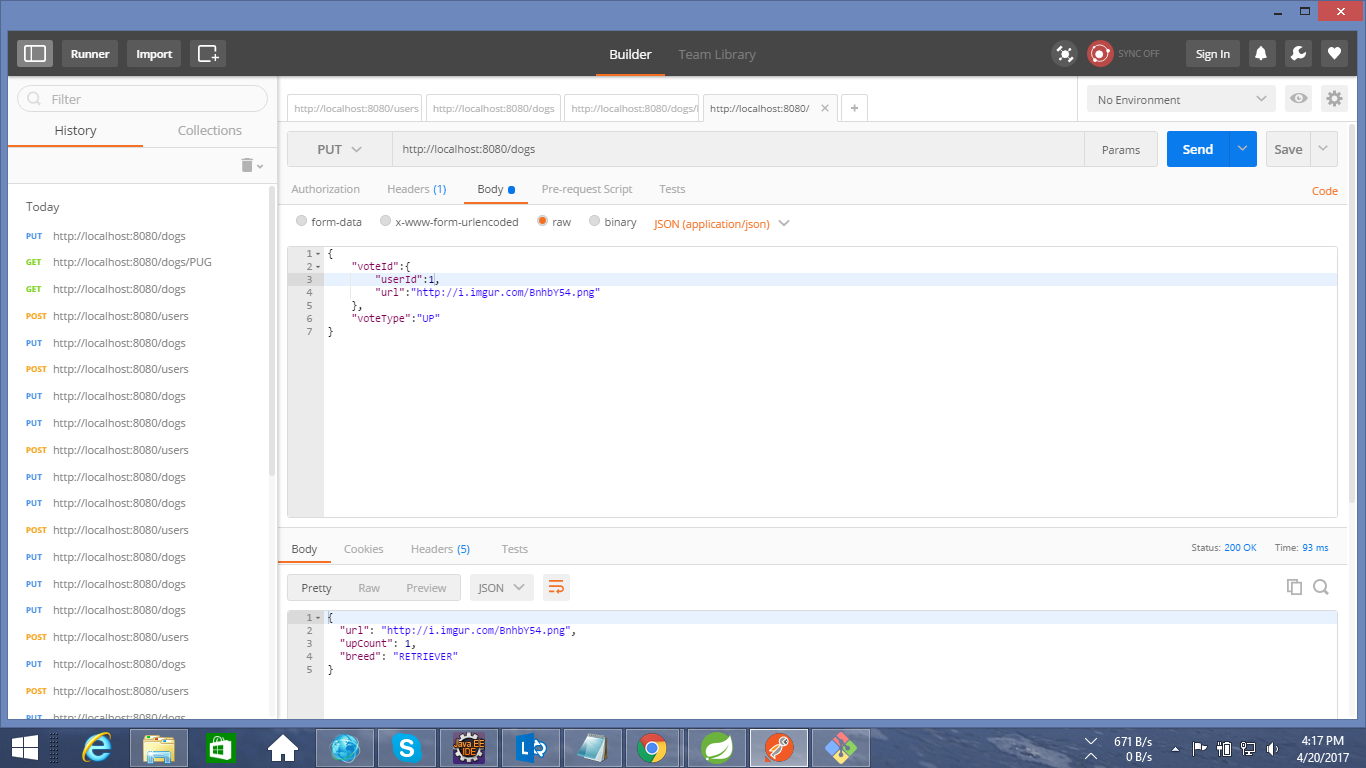 Runner
Import
Builder
Team Library
SYNC OFF
Sign In
Filter
History
Collections
Today
PUT http://localhost:8080/dogs
GET http://localhost:8080/dogs/PUG
GET http://localhost:8080/dogs
POST http://localhost:8080/users
PUT http://localhost:8080/dogs
POST http://localhost:8080/users
PUT http://localhost:8080/dogs
PUT http://localhost:8080/dogs
POST http://localhost:8080/users
PUT http://localhost:8080/dogs
PUT http://localhost:8080/dogs
POST http://localhost:8080/users
PUT http://localhost:8080/dogs
PUT http://localhost:8080/dogs
PUT http://localhost:8080/dogs
POST http://localhost:8080/users
PUT http://localhost:8080/dogs
POST http://localhost:8080/users
PUT http://localhost:8080/dogs
http://localhost:8080/users
http://localhost:8080/dogs
http://localhost:8080/dogs/
http://localhost:8080/
No Environment
PUT
http://localhost:8080/dogs
Params
Send
Save
Authorization
Headers (1)
Body
Pre-request Script
Tests
Code
form-data
x-www-form-urlencoded
raw
binary
JSON (application/json)
1 {
2 "voteId":{
3 "userId":1,
4 "url":"http://i.imgur.com/BnhbY54.png"
5 },
6 "voteType":"UP"
7 }
Body
Cookies
Headers (5)
Tests
Status: 200 OK
Time: 93 ms
Pretty
Raw
Preview
JSON
1 {
2 "url": "http://i.imgur.com/BnhbY54.png",
3 "upCount": 1,
4 "breed": "RETRIEVER"
5 }
Java EE
IDE
671 B/s
0 B/s
4:17 PM
4/20/2017